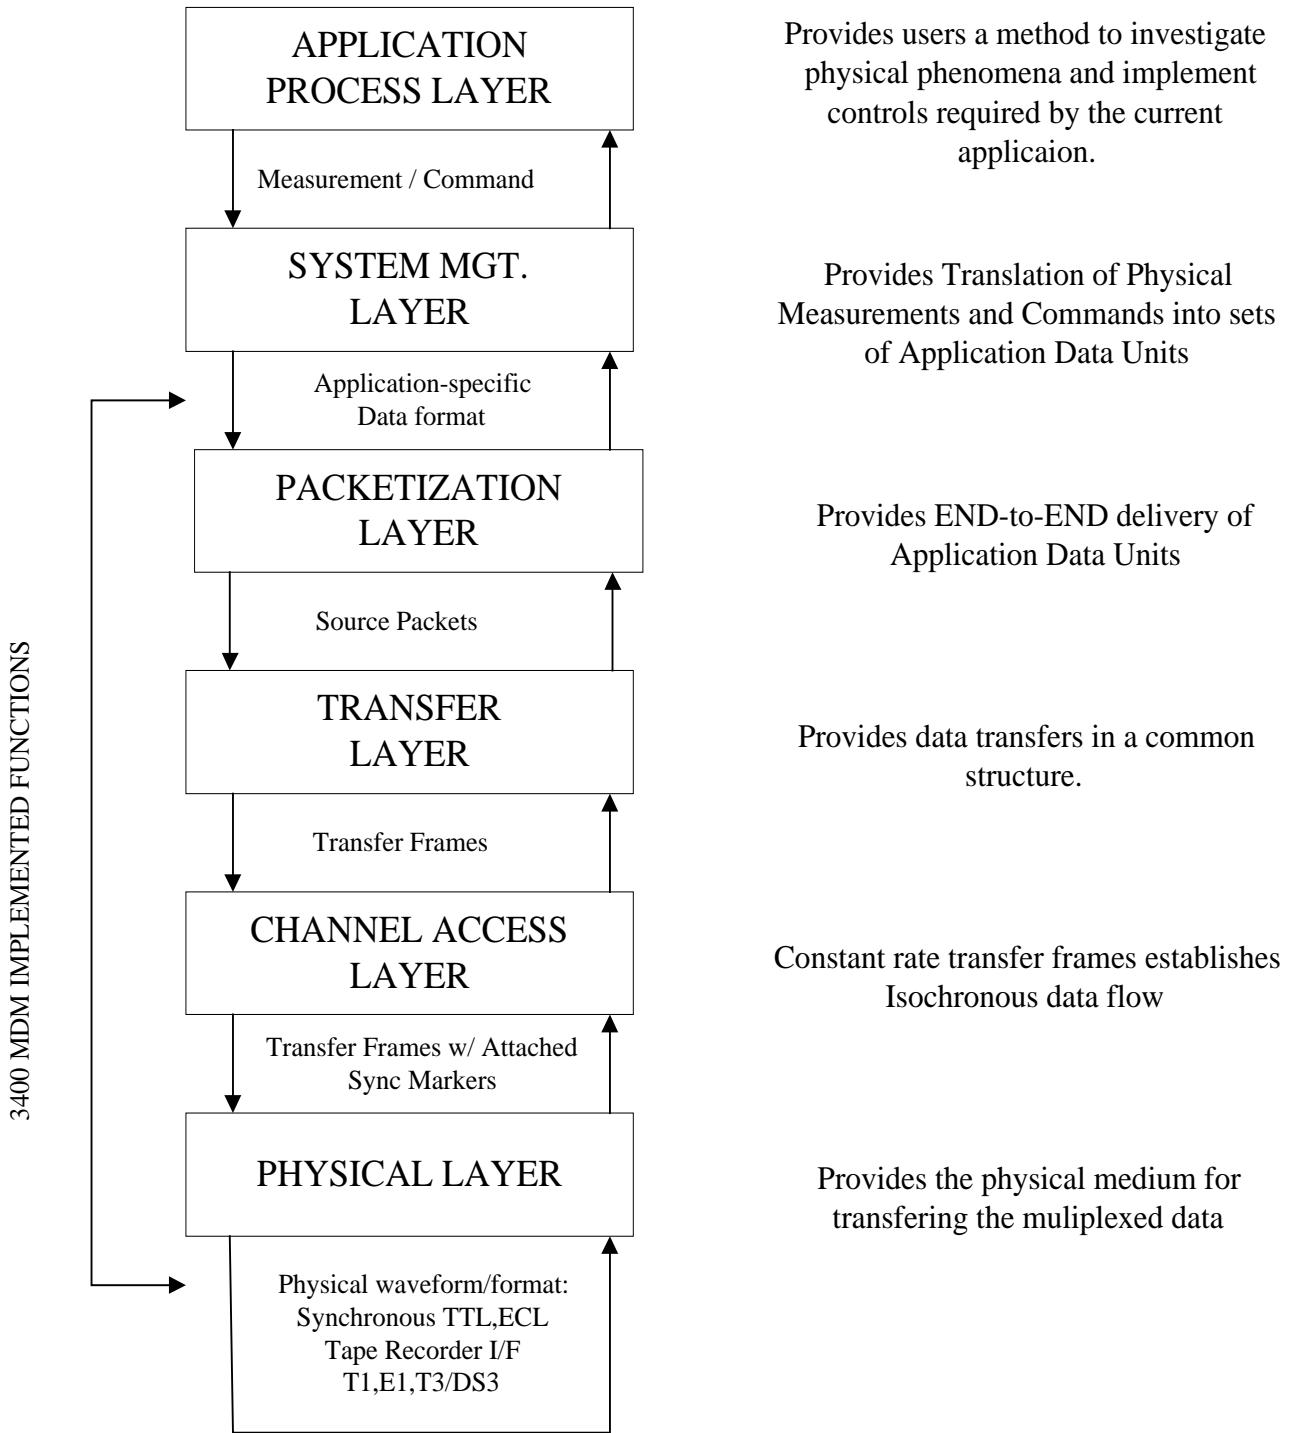 APPLICATION
PROCESS LAYER
Provides users a method to investigate
physical phenomena and implement
controls required by the current
applicaion.
Measurement / Command
SYSTEM MGT.
LAYER
Provides Translation of Physical
Measurements and Commands into sets
of Application Data Units
Application-specific
Data format
PACKETIZATION
LAYER
Provides END-to-END delivery of
Application Data Units
Source Packets
3400 MDM IMPLEMENTED FUNCTIONS
TRANSFER
LAYER
Provides data transfers in a common
structure.
Transfer Frames
CHANNEL ACCESS
LAYER
Constant rate transfer frames establishes
Isochronous data flow
Transfer Frames w/ Attached
Sync Markers
PHYSICAL LAYER
Provides the physical medium for
transfering the muliplexed data
Physical waveform/format:
Synchronous TTL,ECL
Tape Recorder I/F
T1,E1,T3/DS3